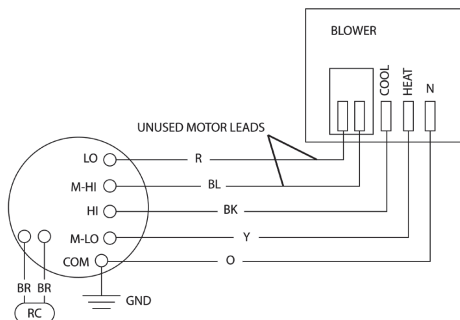 BLOWER
COOL
HEAT
N
UNUSED MOTOR LEADS
LO
R
M-HI
BL
HI
BK
M-LO
Y
COM
O
BR BR
GND
RC